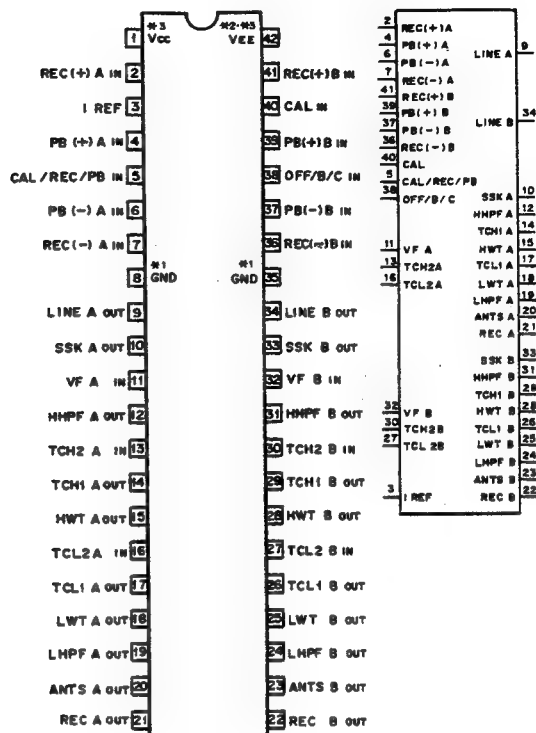 *3 *2·*3
1 Vcc VEE 42
REC(+) A IN 2 41 REC(+)B IN
I REF 3 40 CAL IN
PB (+) A IN 4 39 PB(+)B IN
CAL/REC/PB IN 5 38 OFF/B/C IN
PB (-) A IN 6 37 PB(-)B IN
REC(-) A IN 7 36 REC(-)B IN
*1 *1
8 GND GND 35
LINE A OUT 9 34 LINE B OUT
SSK A OUT 10 33 SSK B OUT
VF A IN 11 32 VF B IN
HHPF A OUT 12 31 HHPF B OUT
TCH2 A IN 13 30 TCH2 B IN
TCH1 A OUT 14 29 TCH1 B OUT
HWT A OUT 15 28 HWT B OUT
TCL2 A IN 16 27 TCL2 B IN
TCL1 A OUT 17 26 TCL1 B OUT
LWT A OUT 18 25 LWT B OUT
LHPF A OUT 19 24 LHPF B OUT
ANTS A OUT 20 23 ANTS B OUT
REC A OUT 21 22 REC B OUT
2 REC(+)A
4 PB(+) A
6 PB(-)A
7 REC(-) A
41 REC(+)B
39 PB(+) B
37 PB(-) B
36 REC(-) B
40 CAL
5 CAL/REC/PB
38 OFF/B/C
11 VF A
13 TCH2A
16 TCL2A
32 VF B
30 TCH2B
27 TCL 2B
3 I REF
LINE A 9
LINE B 34
SSK A 10
HHPF A 12
TCH1 A 14
HWT A 15
TCL1 A 17
LWT A 18
LHPF A 19
ANTS A 20
REC A 21
SSK B 33
HHPF B 31
TCH1 B 29
HWT B 28
TCL1 B 26
LWT B 25
LHPF B 24
ANTS B 23
REC B 22